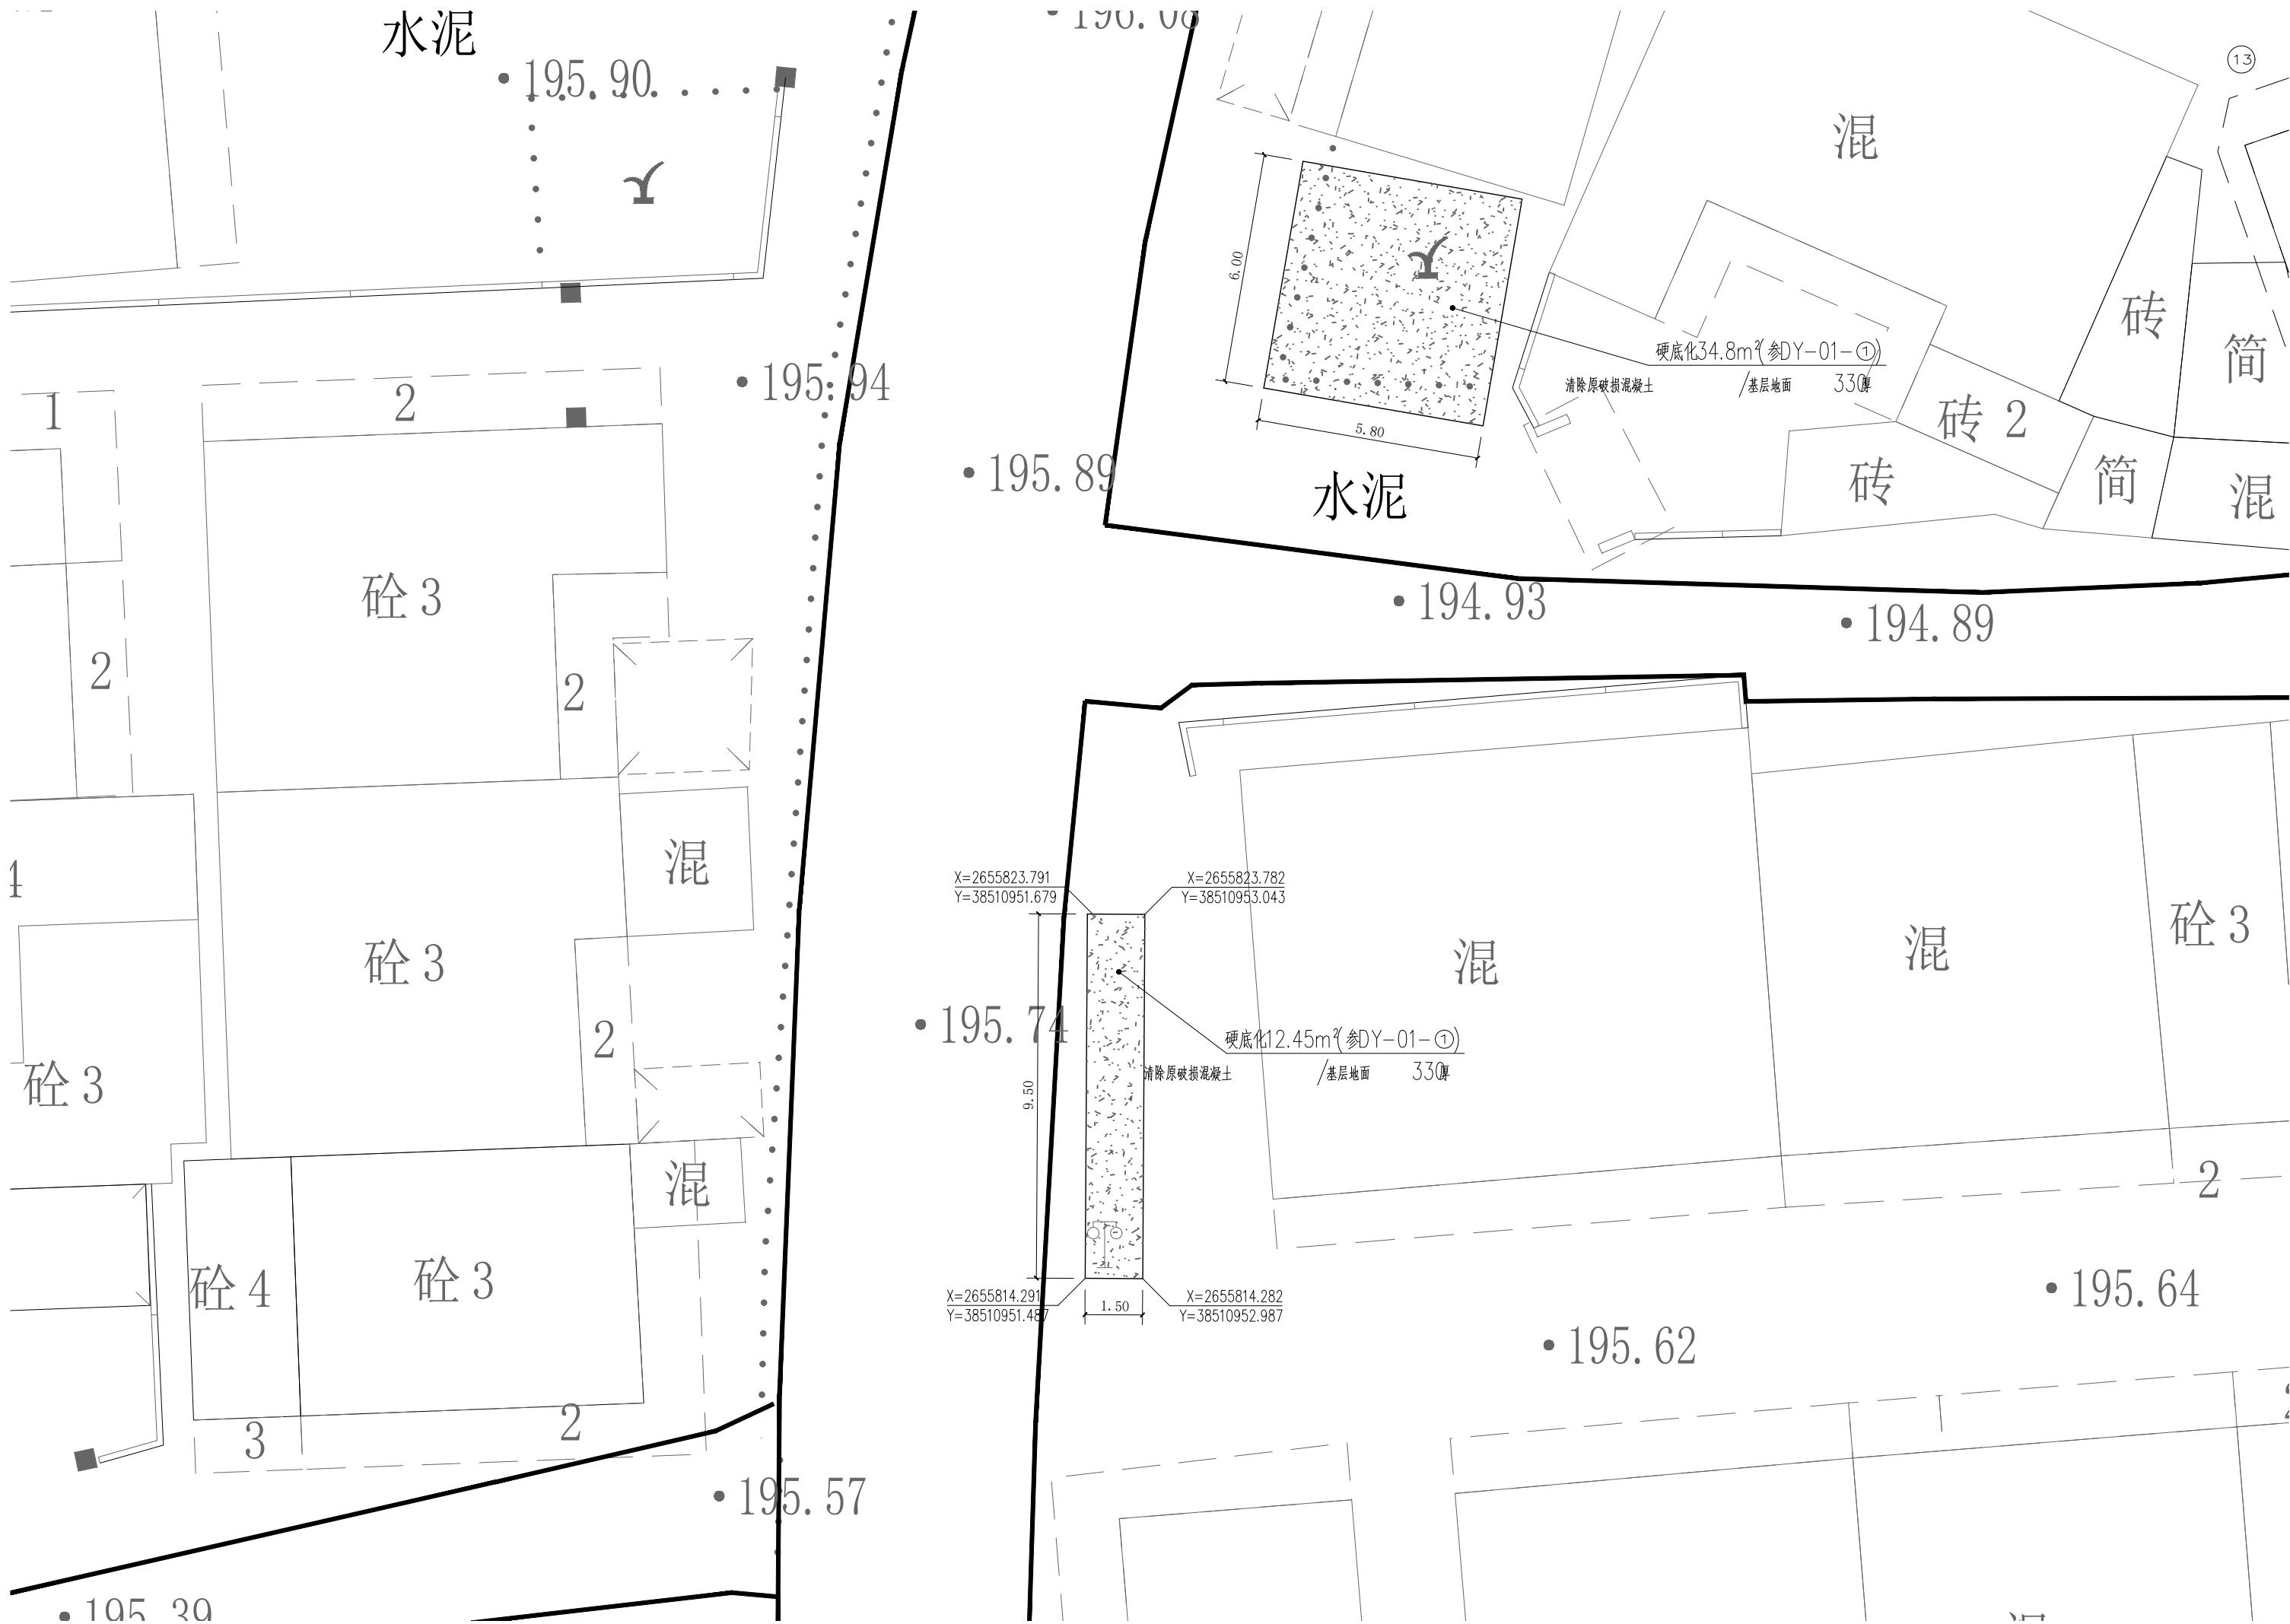 水泥
195.90
13
混
6.00
砖
硬底化34.8m²(参DY-01-①)
简
清除原破损混凝土 /基层地面 330厚
195.94
1
2
砖 2
5.80
195.89
水泥
砖
简
混
砼3
194.93
194.89
2
2
混
4
X=2655823.791
Y=38510951.679
X=2655823.782
Y=38510953.043
砼3
混
混
砼3
195.74
硬底化12.45m²(参DY-01-①)
清除原破损混凝土 /基层地面 330厚
2
砼3
9.50
混
2
砼4
砼3
X=2655814.291
Y=38510951.487
1.50
X=2655814.282
Y=38510952.987
195.64
195.62
3
2
195.57
195.39